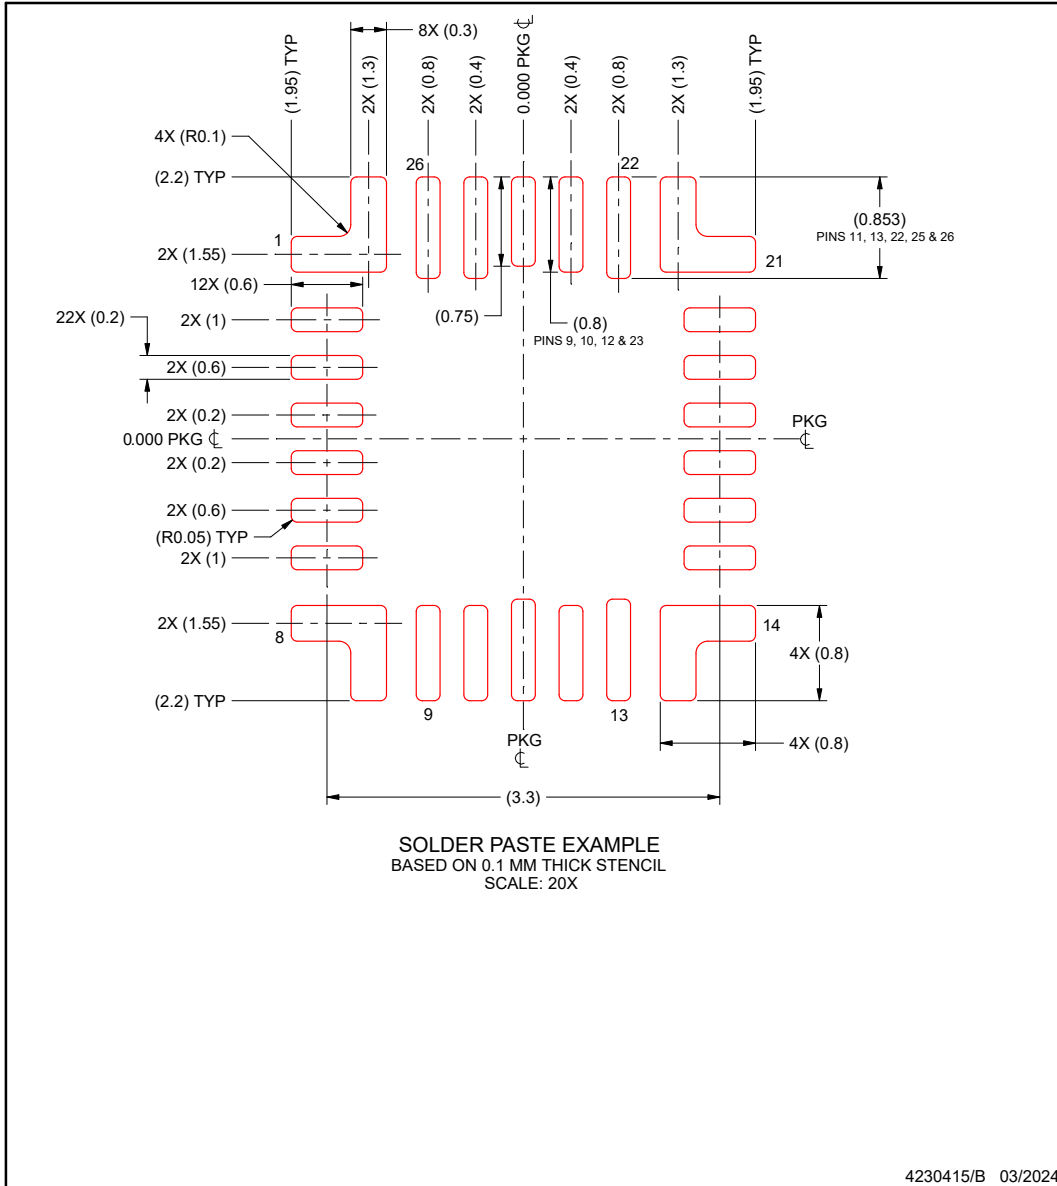 8X (0.3)
(1.95) TYP
2X (1.3)
2X (0.8)
2X (0.4)
0.000 PKG ℄
2X (0.4)
2X (0.8)
2X (1.3)
(1.95) TYP
4X (R0.1)
(2.2) TYP
26
22
(0.853)
PINS 11, 13, 22, 25 & 26
1
2X (1.55)
21
12X (0.6)
2X (1)
22X (0.2)
(0.75)
(0.8)
PINS 9, 10, 12 & 23
2X (0.6)
2X (0.2)
0.000 PKG ℄
PKG
℄
2X (0.2)
2X (0.6)
(R0.05) TYP
2X (1)
2X (1.55)
8
14
4X (0.8)
(2.2) TYP
9
13
PKG
℄
4X (0.8)
(3.3)
SOLDER PASTE EXAMPLE
BASED ON 0.1 MM THICK STENCIL
SCALE: 20X
4230415/B 03/2024